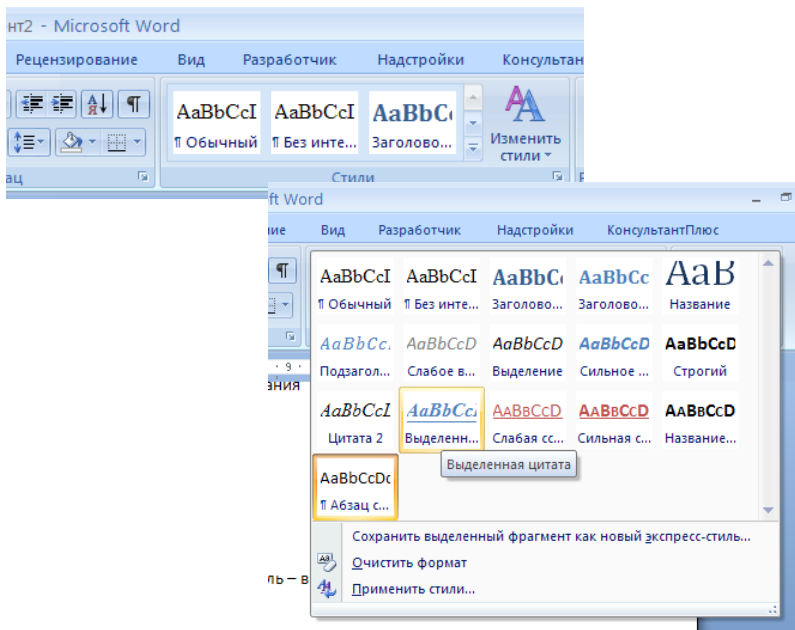 нт2 - Microsoft Word
Рецензирование Вид Разработчик Надстройки Консультан
AaBbCcI AaBbCcI AaBbC
¶ Обычный ¶ Без инте... Заголово... Изменить стили
ац Стили
ft Word
ние Вид Разработчик Надстройки КонсультантПлюс
AaBbCcI AaBbCcI AaBbC AaBbCc AaB
¶ Обычный ¶ Без инте... Заголово... Заголово... Название
AaBbCc. AaBbCcD AaBbCcD AaBbCcD AaBbCcD
Подзагол... Слабое в... Выделение Сильное ... Строгий
· 9 ·
ания
AaBbCcI AaBbCc AaBbCcD AaBbCcD AaBbCcD
Цитата 2 Выделенн... Слабая сс... Сильная с... Название...
Выделенная цитата
AaBbCcDc
¶ Абзац с...
Сохранить выделенный фрагмент как новый экспресс-стиль...
Очистить формат
ль – в
Применить стили...